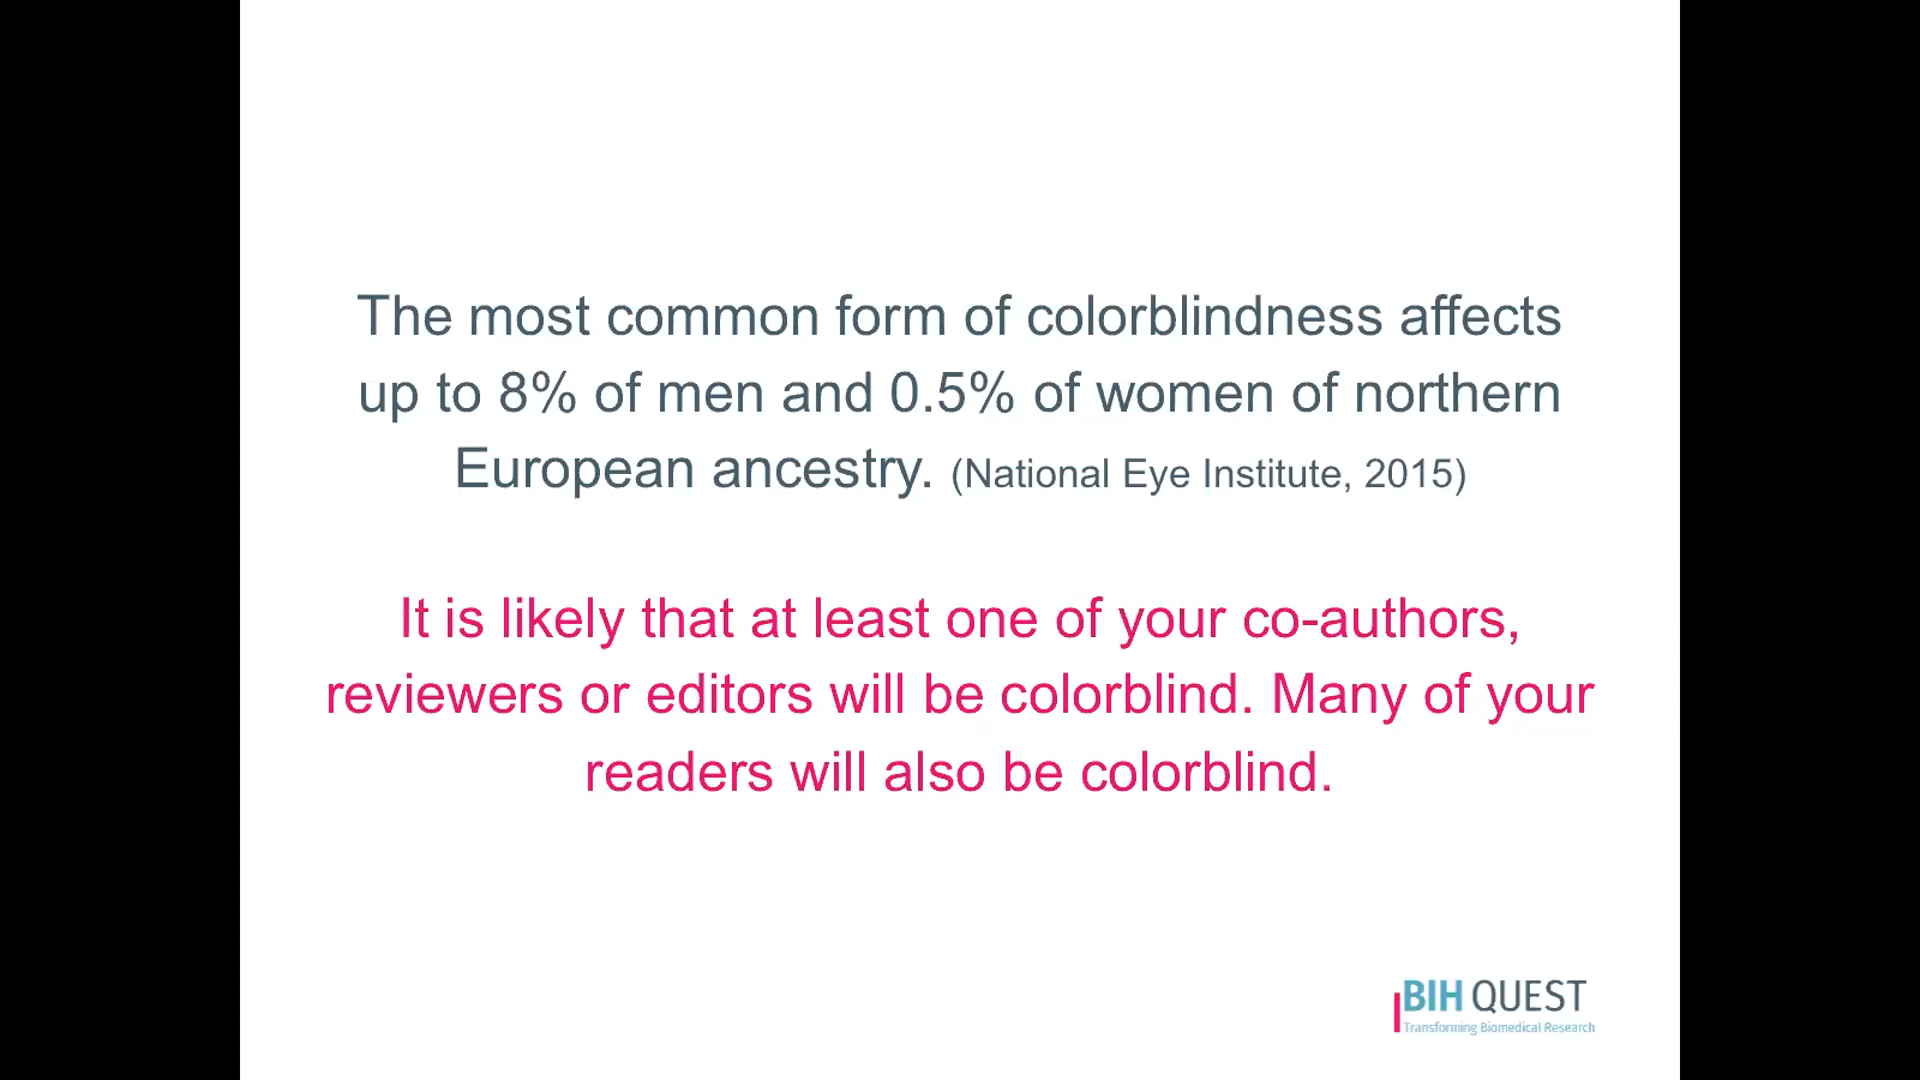 The most common form of colorblindness affects
up to 8% of men and 0.5% of women of northern
European ancestry. (National Eye Institute, 2015)
It is likely that at least one of your co-authors,
reviewers or editors will be colorblind. Many of your
readers will also be colorblind.
BIH QUEST
Transforming Biomedical Research